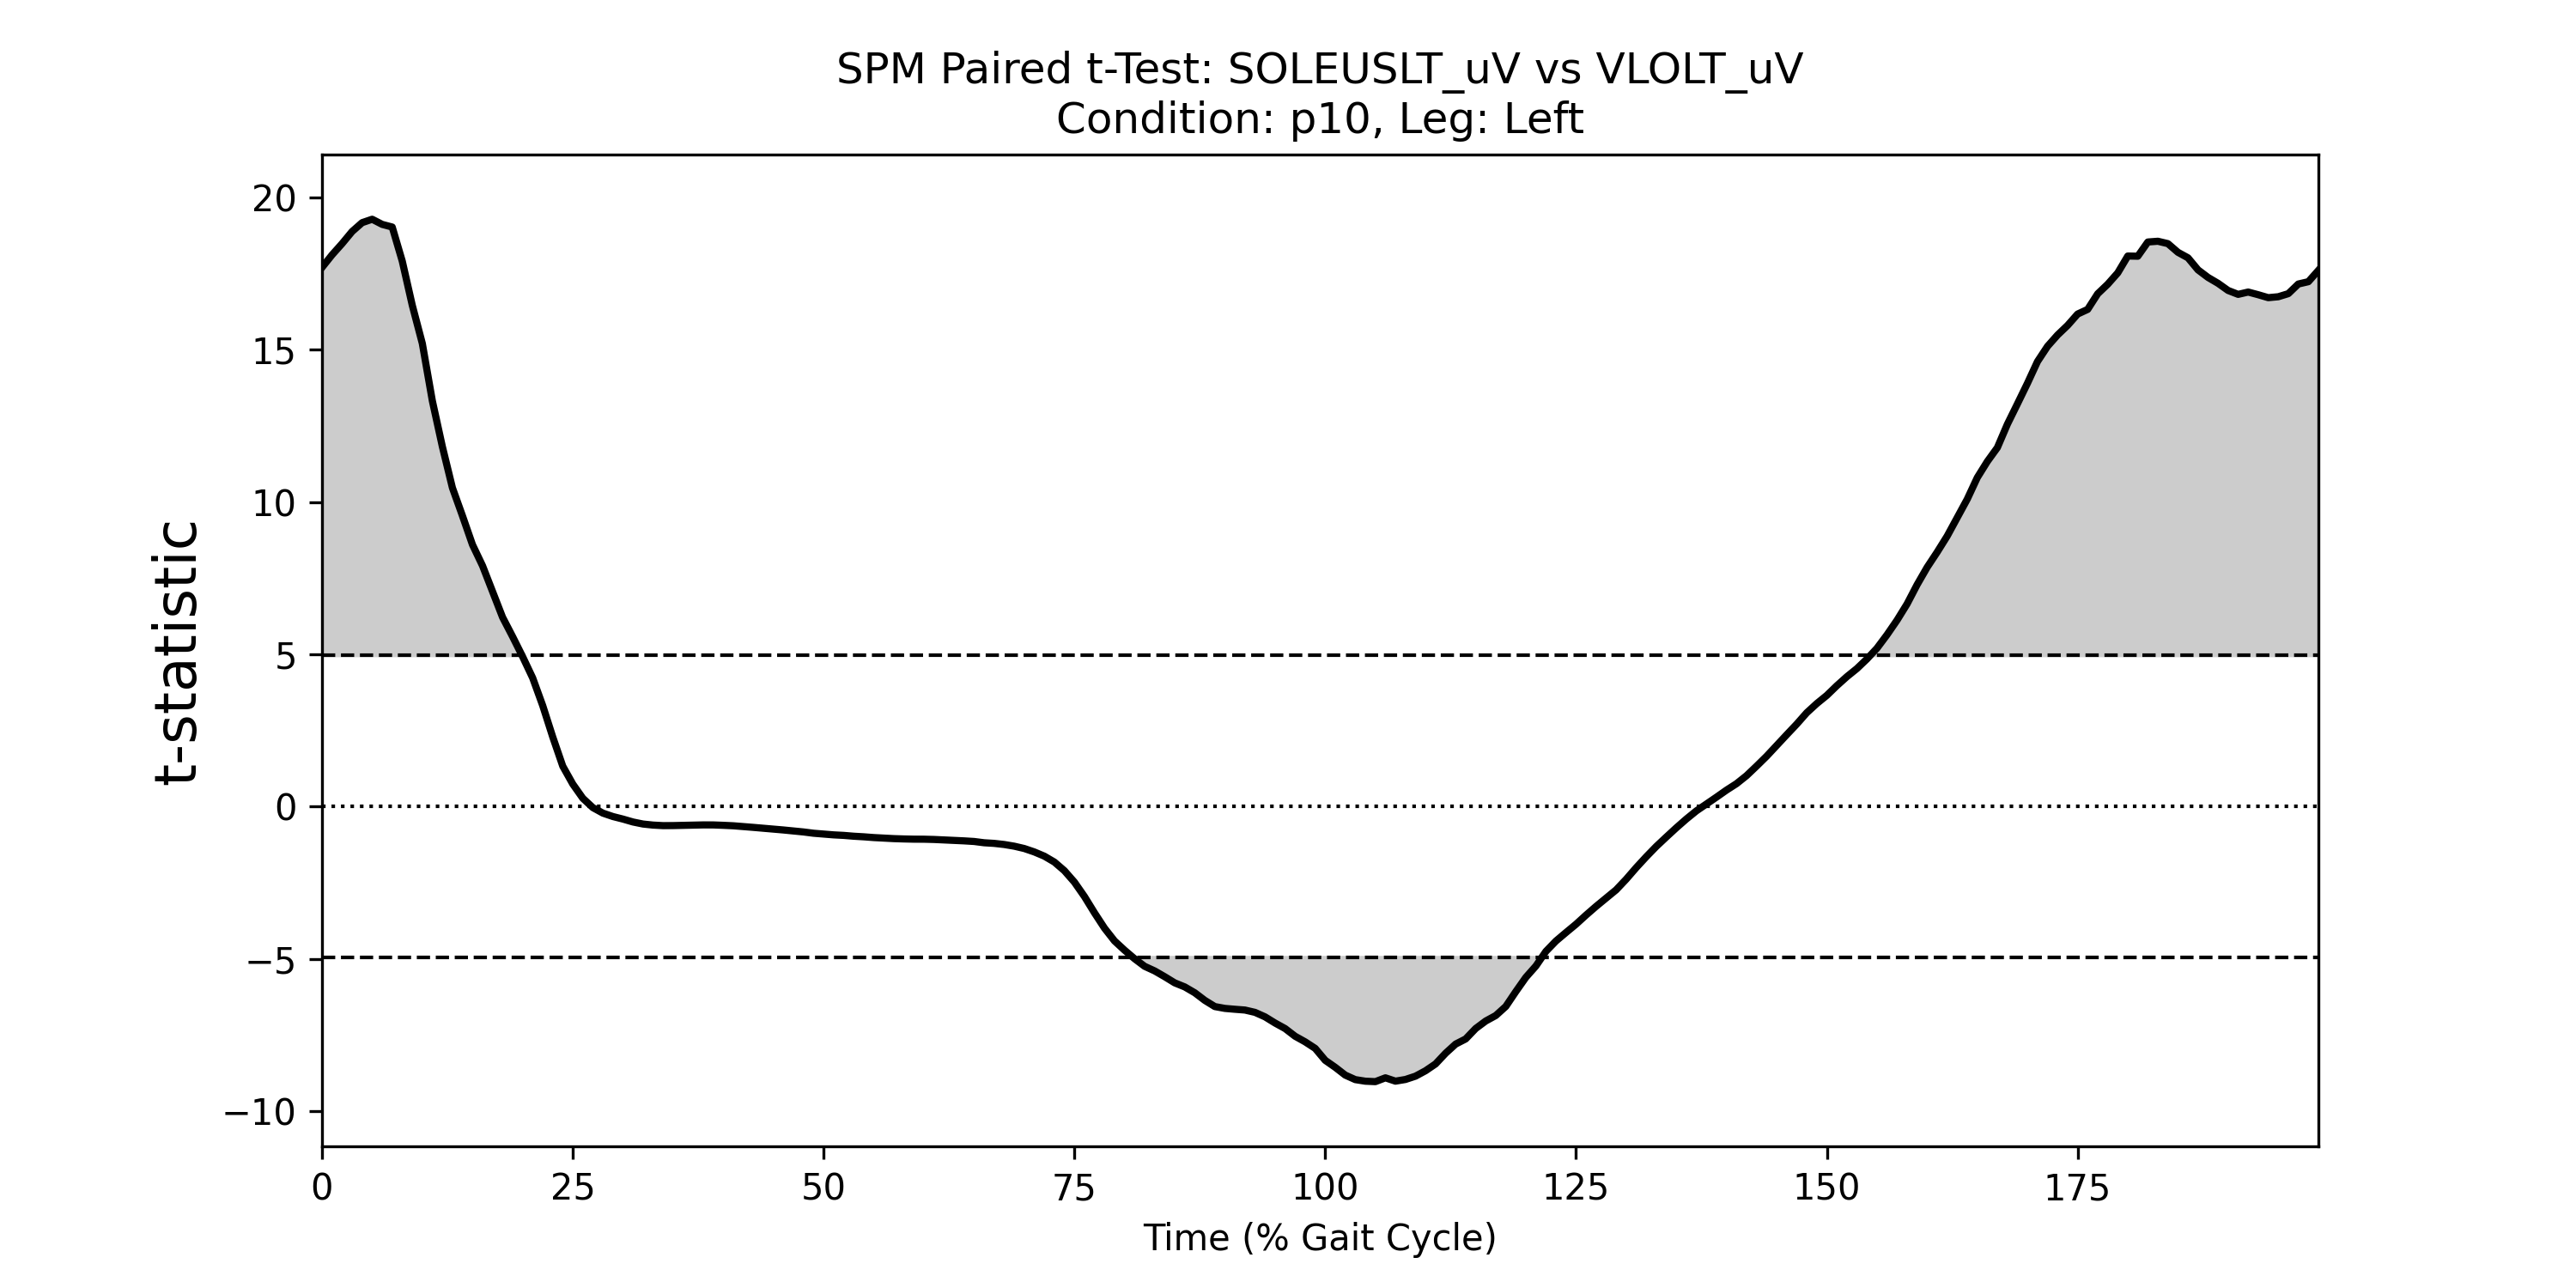 SPM Paired t-Test: SOLEUSLT_uV vs VLOLT_uV
Condition: p10, Leg: Left
t-statistic
20
15
10
5
0
−5
−10
0 25 50 75 100 125 150 175
Time (% Gait Cycle)